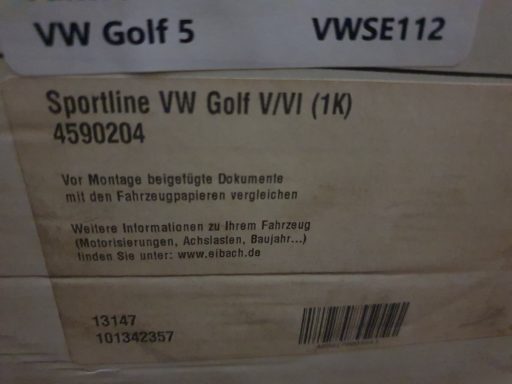 VW Golf 5 VWSE112
Sportline VW Golf V/VI (1K)
4590204
Vor Montage beigefügte Dokumente
mit den Fahrzeugpapieren vergleichen
Weitere Informationen zu Ihrem Fahrzeug
(Motorisierungen, Achslasten, Baujahr...)
finden Sie unter: www.eibach.de
13147
101342357